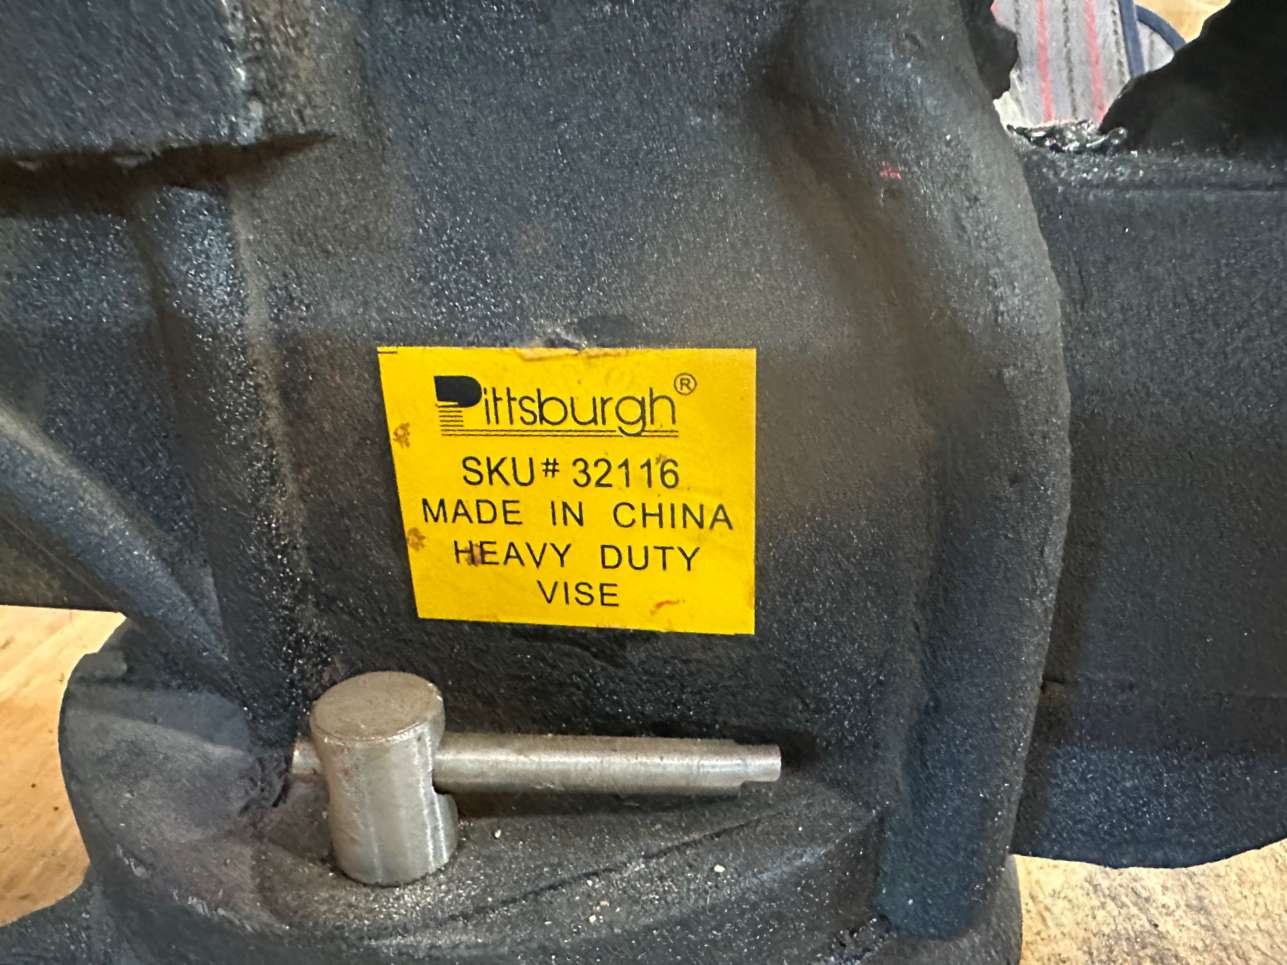 Pittsburgh®
SKU# 32116
MADE IN CHINA
HEAVY DUTY
VISE